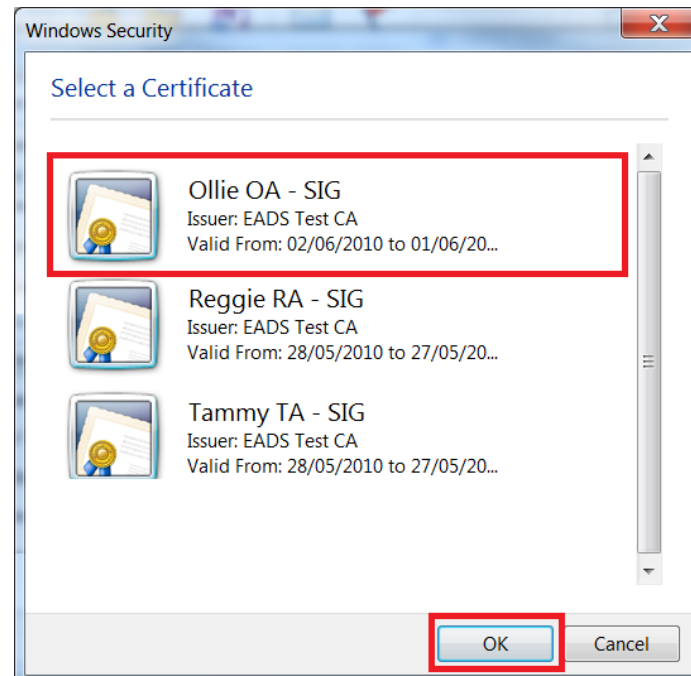 Windows Security
Select a Certificate
Ollie OA - SIG
Issuer: EADS Test CA
Valid From: 02/06/2010 to 01/06/20...
Reggie RA - SIG
Issuer: EADS Test CA
Valid From: 28/05/2010 to 27/05/20...
Tammy TA - SIG
Issuer: EADS Test CA
Valid From: 28/05/2010 to 27/05/20...
OK Cancel